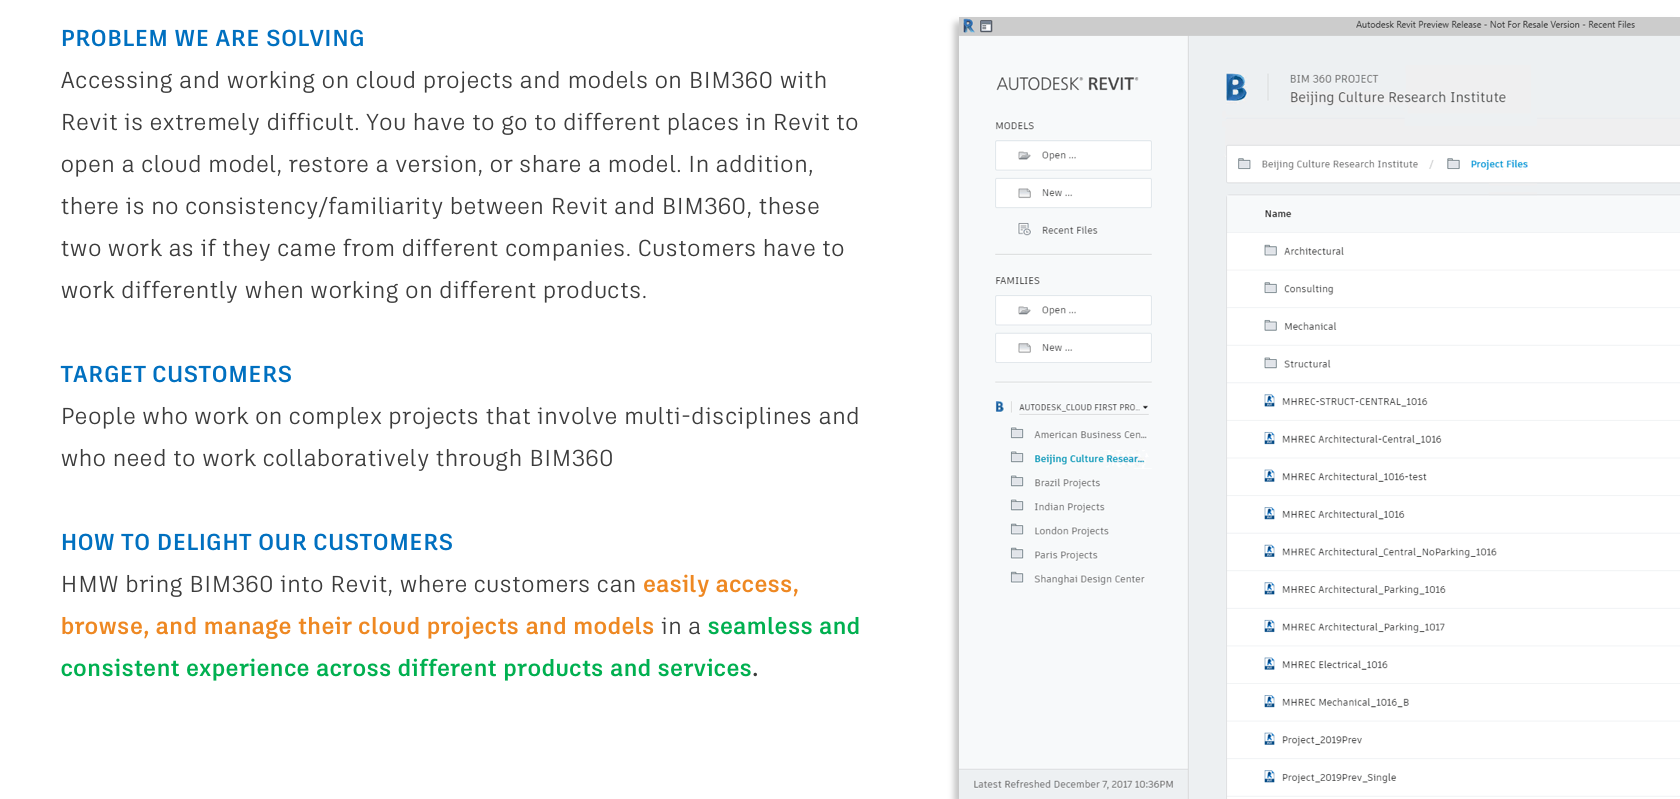 PROBLEM WE ARE SOLVING
Accessing and working on cloud projects and models on BIM360 with
Revit is extremely difficult. You have to go to different places in Revit to
open a cloud model, restore a version, or share a model. In addition,
there is no consistency/familiarity between Revit and BIM360, these
two work as if they came from different companies. Customers have to
work differently when working on different products.
TARGET CUSTOMERS
People who work on complex projects that involve multi-disciplines and
who need to work collaboratively through BIM360
HOW TO DELIGHT OUR CUSTOMERS
HMW bring BIM360 into Revit, where customers can easily access,
browse, and manage their cloud projects and models in a seamless and
consistent experience across different products and services.
R
Autodesk Revit Preview Release - Not For Resale Version - Recent Files
AUTODESK® REVIT®
MODELS
Open ...
New ...
Recent Files
FAMILIES
Open ...
New ...
B AUTODESK_CLOUD FIRST PRO...
American Business Cen...
Beijing Culture Resear...
Brazil Projects
Indian Projects
London Projects
Paris Projects
Shanghai Design Center
Latest Refreshed December 7, 2017 10:36PM
B
BIM 360 PROJECT
Beijing Culture Research Institute
Beijing Culture Research Institute / Project Files
Name
Architectural
Consulting
Mechanical
Structural
MHREC-STRUCT-CENTRAL_1016
MHREC Architectural-Central_1016
MHREC Architectural_1016-test
MHREC Architectural_1016
MHREC Architectural_Central_NoParking_1016
MHREC Architectural_Parking_1016
MHREC Architectural_Parking_1017
MHREC Electrical_1016
MHREC Mechanical_1016_B
Project_2019Prev
Project_2019Prev_Single